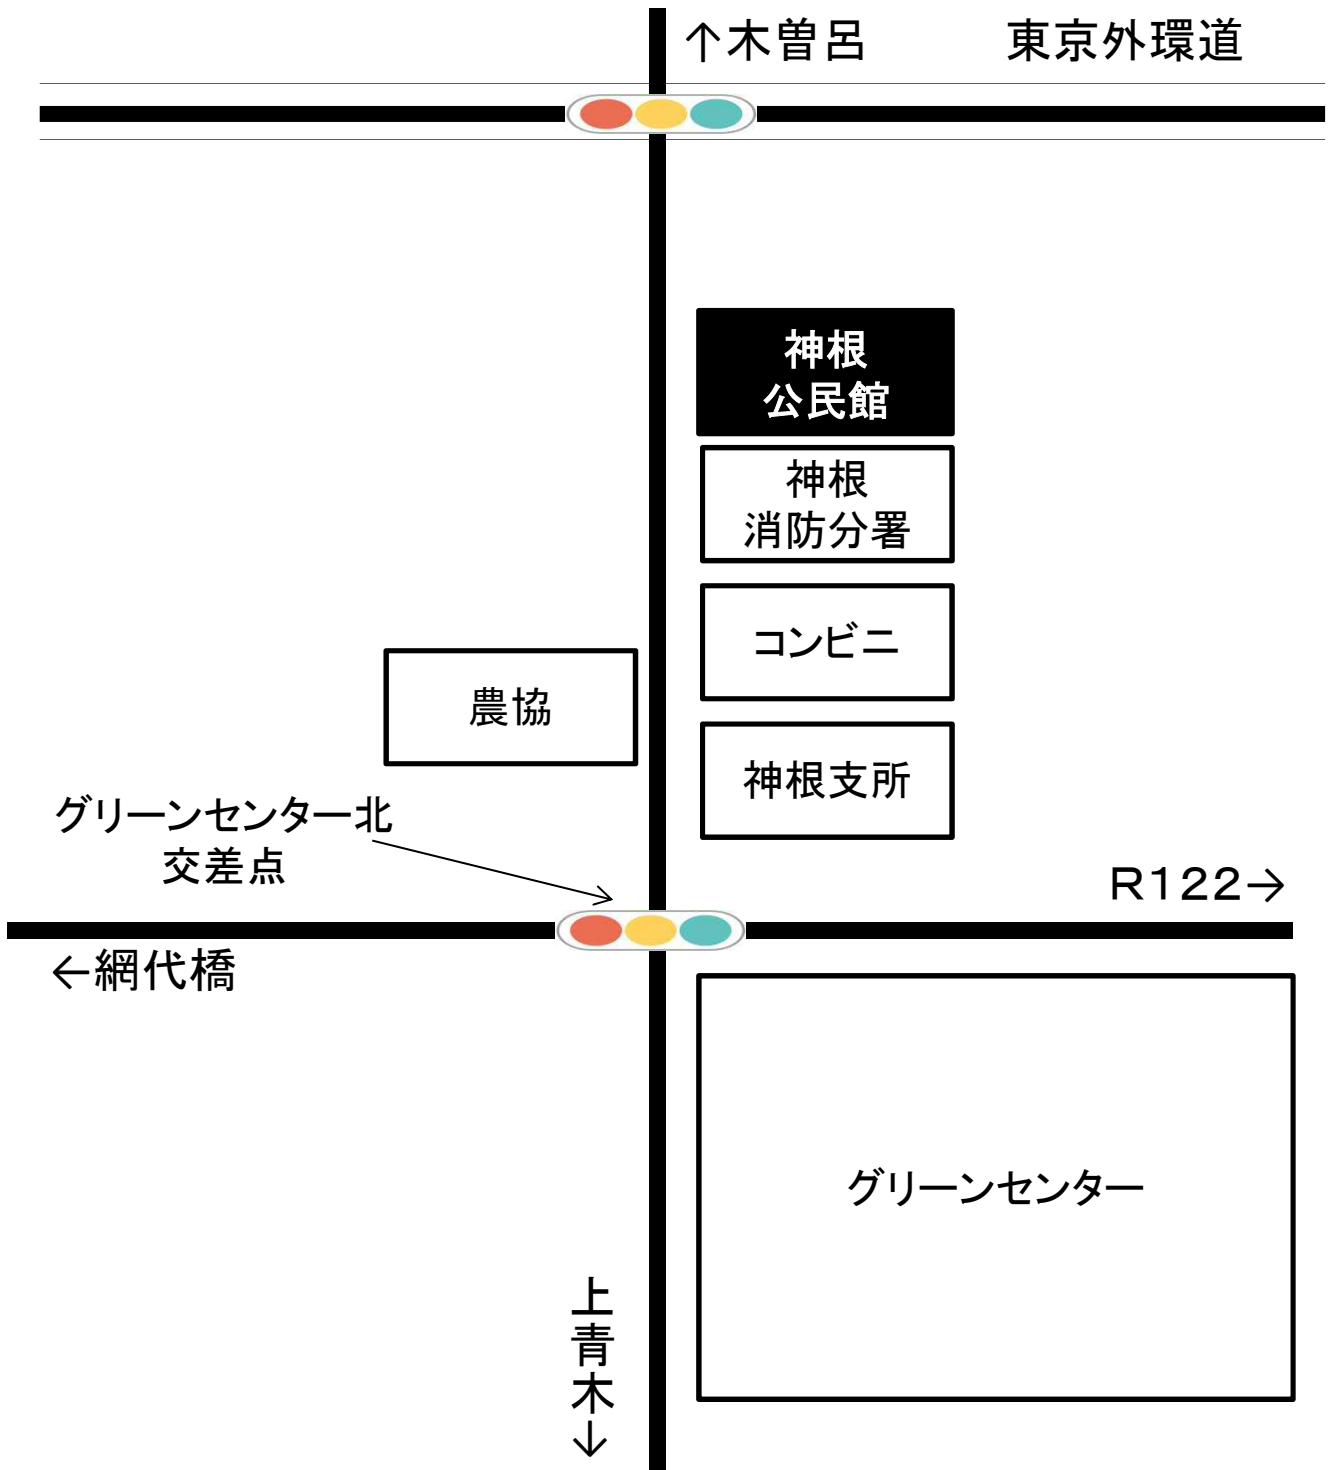 ↑木曽呂
東京外環道
神根
公民館
神根
消防分署
コンビニ
農協
神根支所
グリーンセンター北
交差点
R122→
←網代橋
グリーンセンター
上青木↓